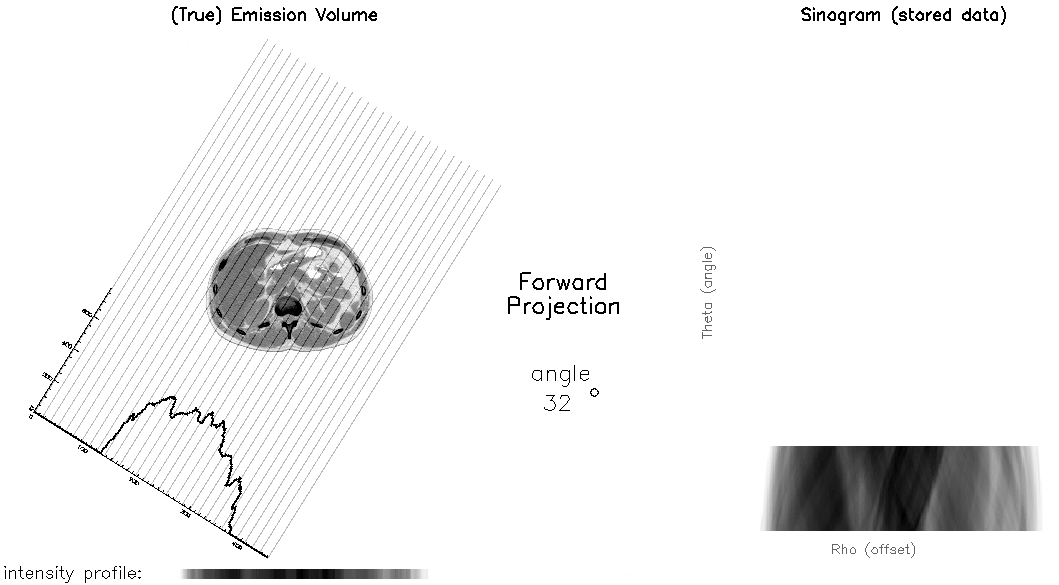 (True) Emission Volume
Sinogram (stored data)
Forward
Projection
Theta (angle)
angle
32 °
Rho (offset)
intensity profile: